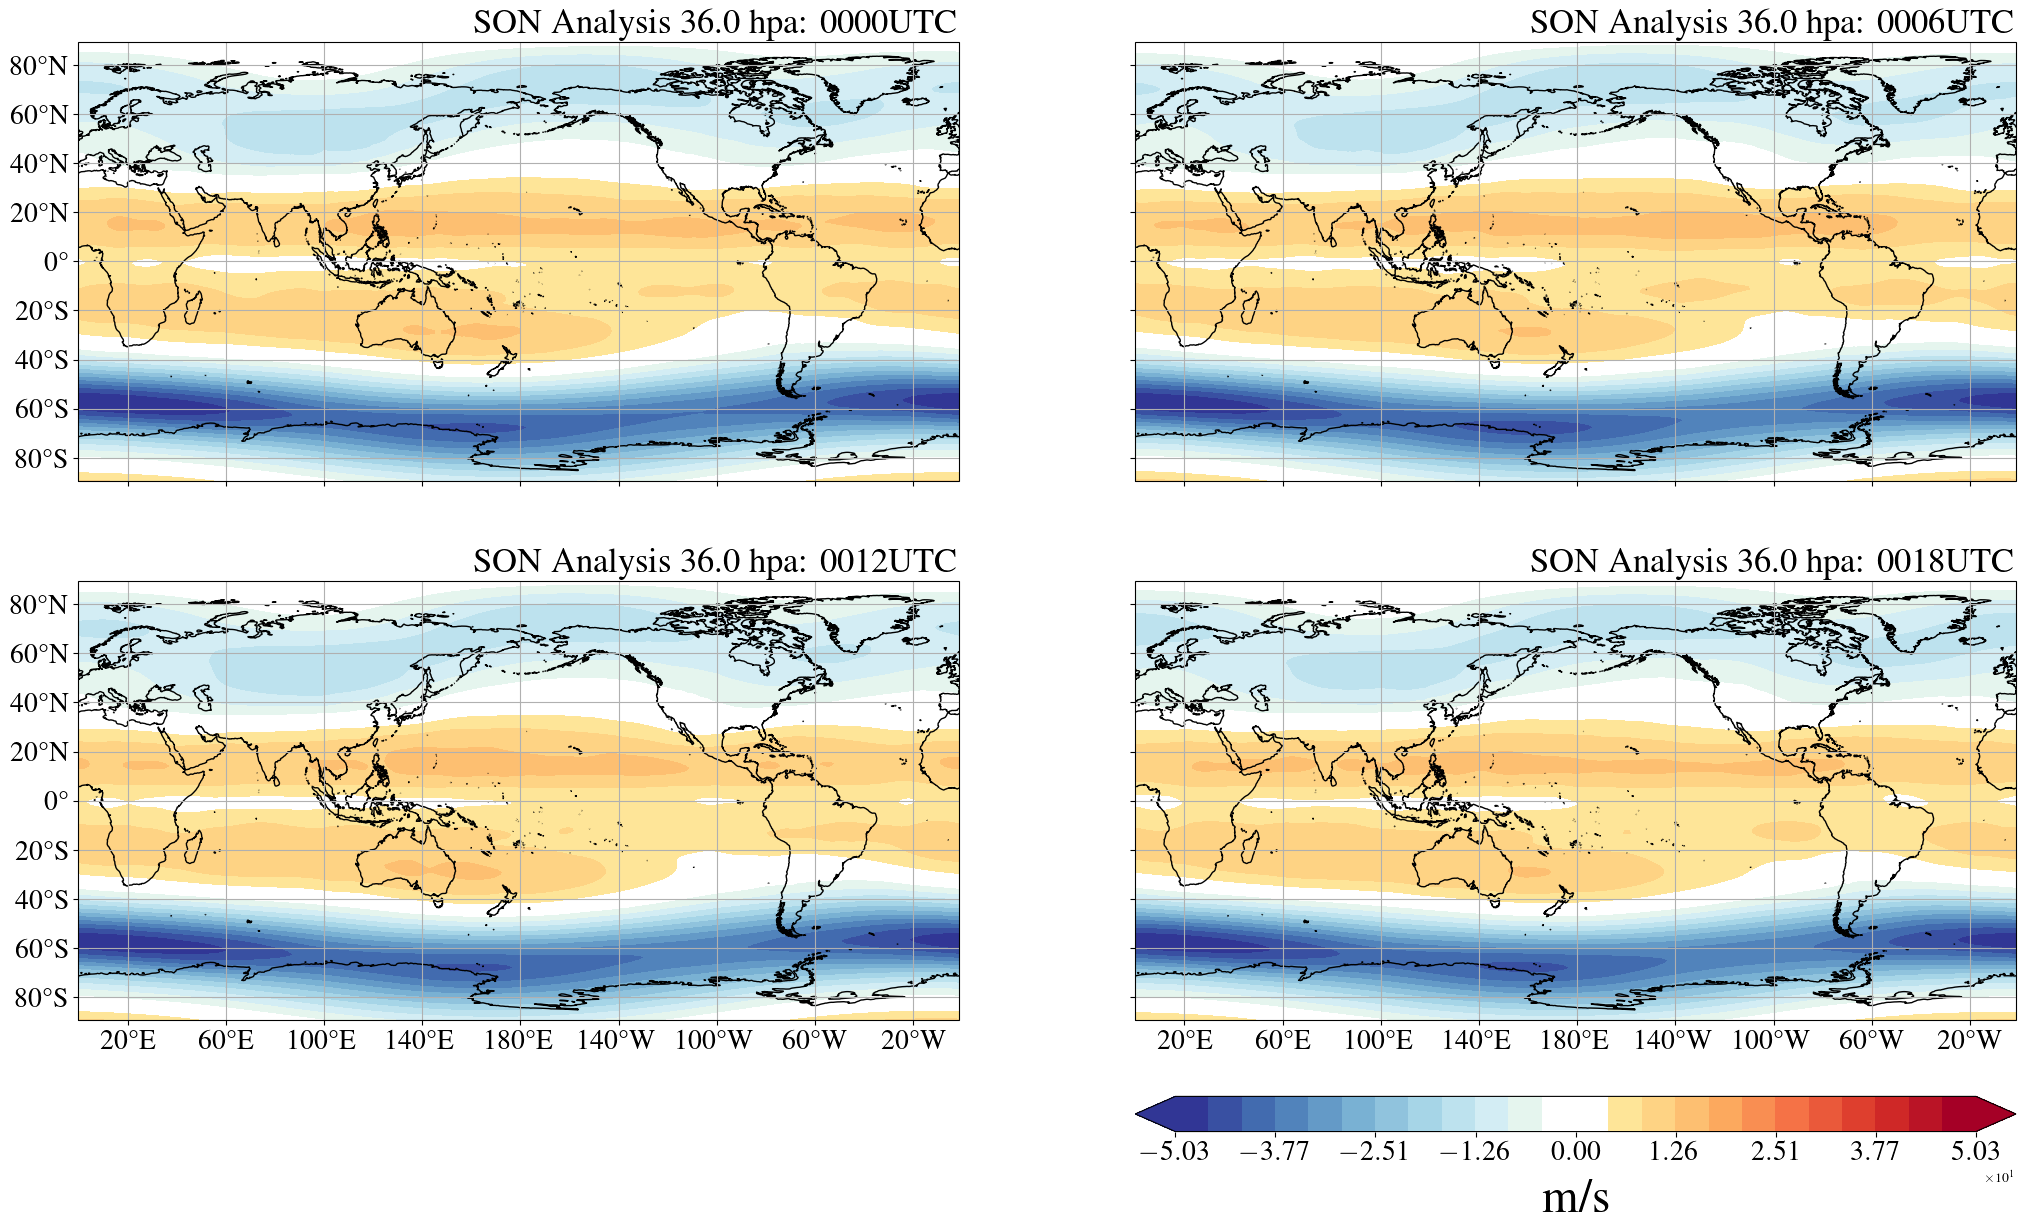 SON Analysis 36.0 hpa: 0000UTC
SON Analysis 36.0 hpa: 0006UTC
80°N
60°N
40°N
20°N
0°
20°S
40°S
60°S
80°S
SON Analysis 36.0 hpa: 0012UTC
SON Analysis 36.0 hpa: 0018UTC
80°N
60°N
40°N
20°N
0°
20°S
40°S
60°S
80°S
20°E 60°E 100°E 140°E 180°E 140°W 100°W 60°W 20°W
20°E 60°E 100°E 140°E 180°E 140°W 100°W 60°W 20°W
−5.03 −3.77 −2.51 −1.26 0.00 1.26 2.51 3.77 5.03
×10¹
m/s